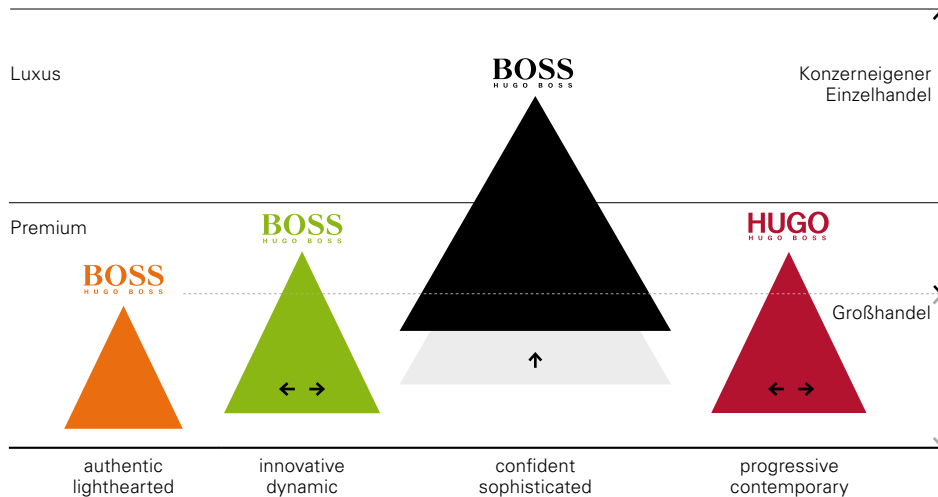 Luxus
BOSS
HUGO BOSS
Konzerneigener
Einzelhandel
Premium
BOSS
HUGO BOSS
HUGO
HUGO BOSS
BOSS
HUGO BOSS
Großhandel
authentic
lighthearted
innovative
dynamic
confident
sophisticated
progressive
contemporary